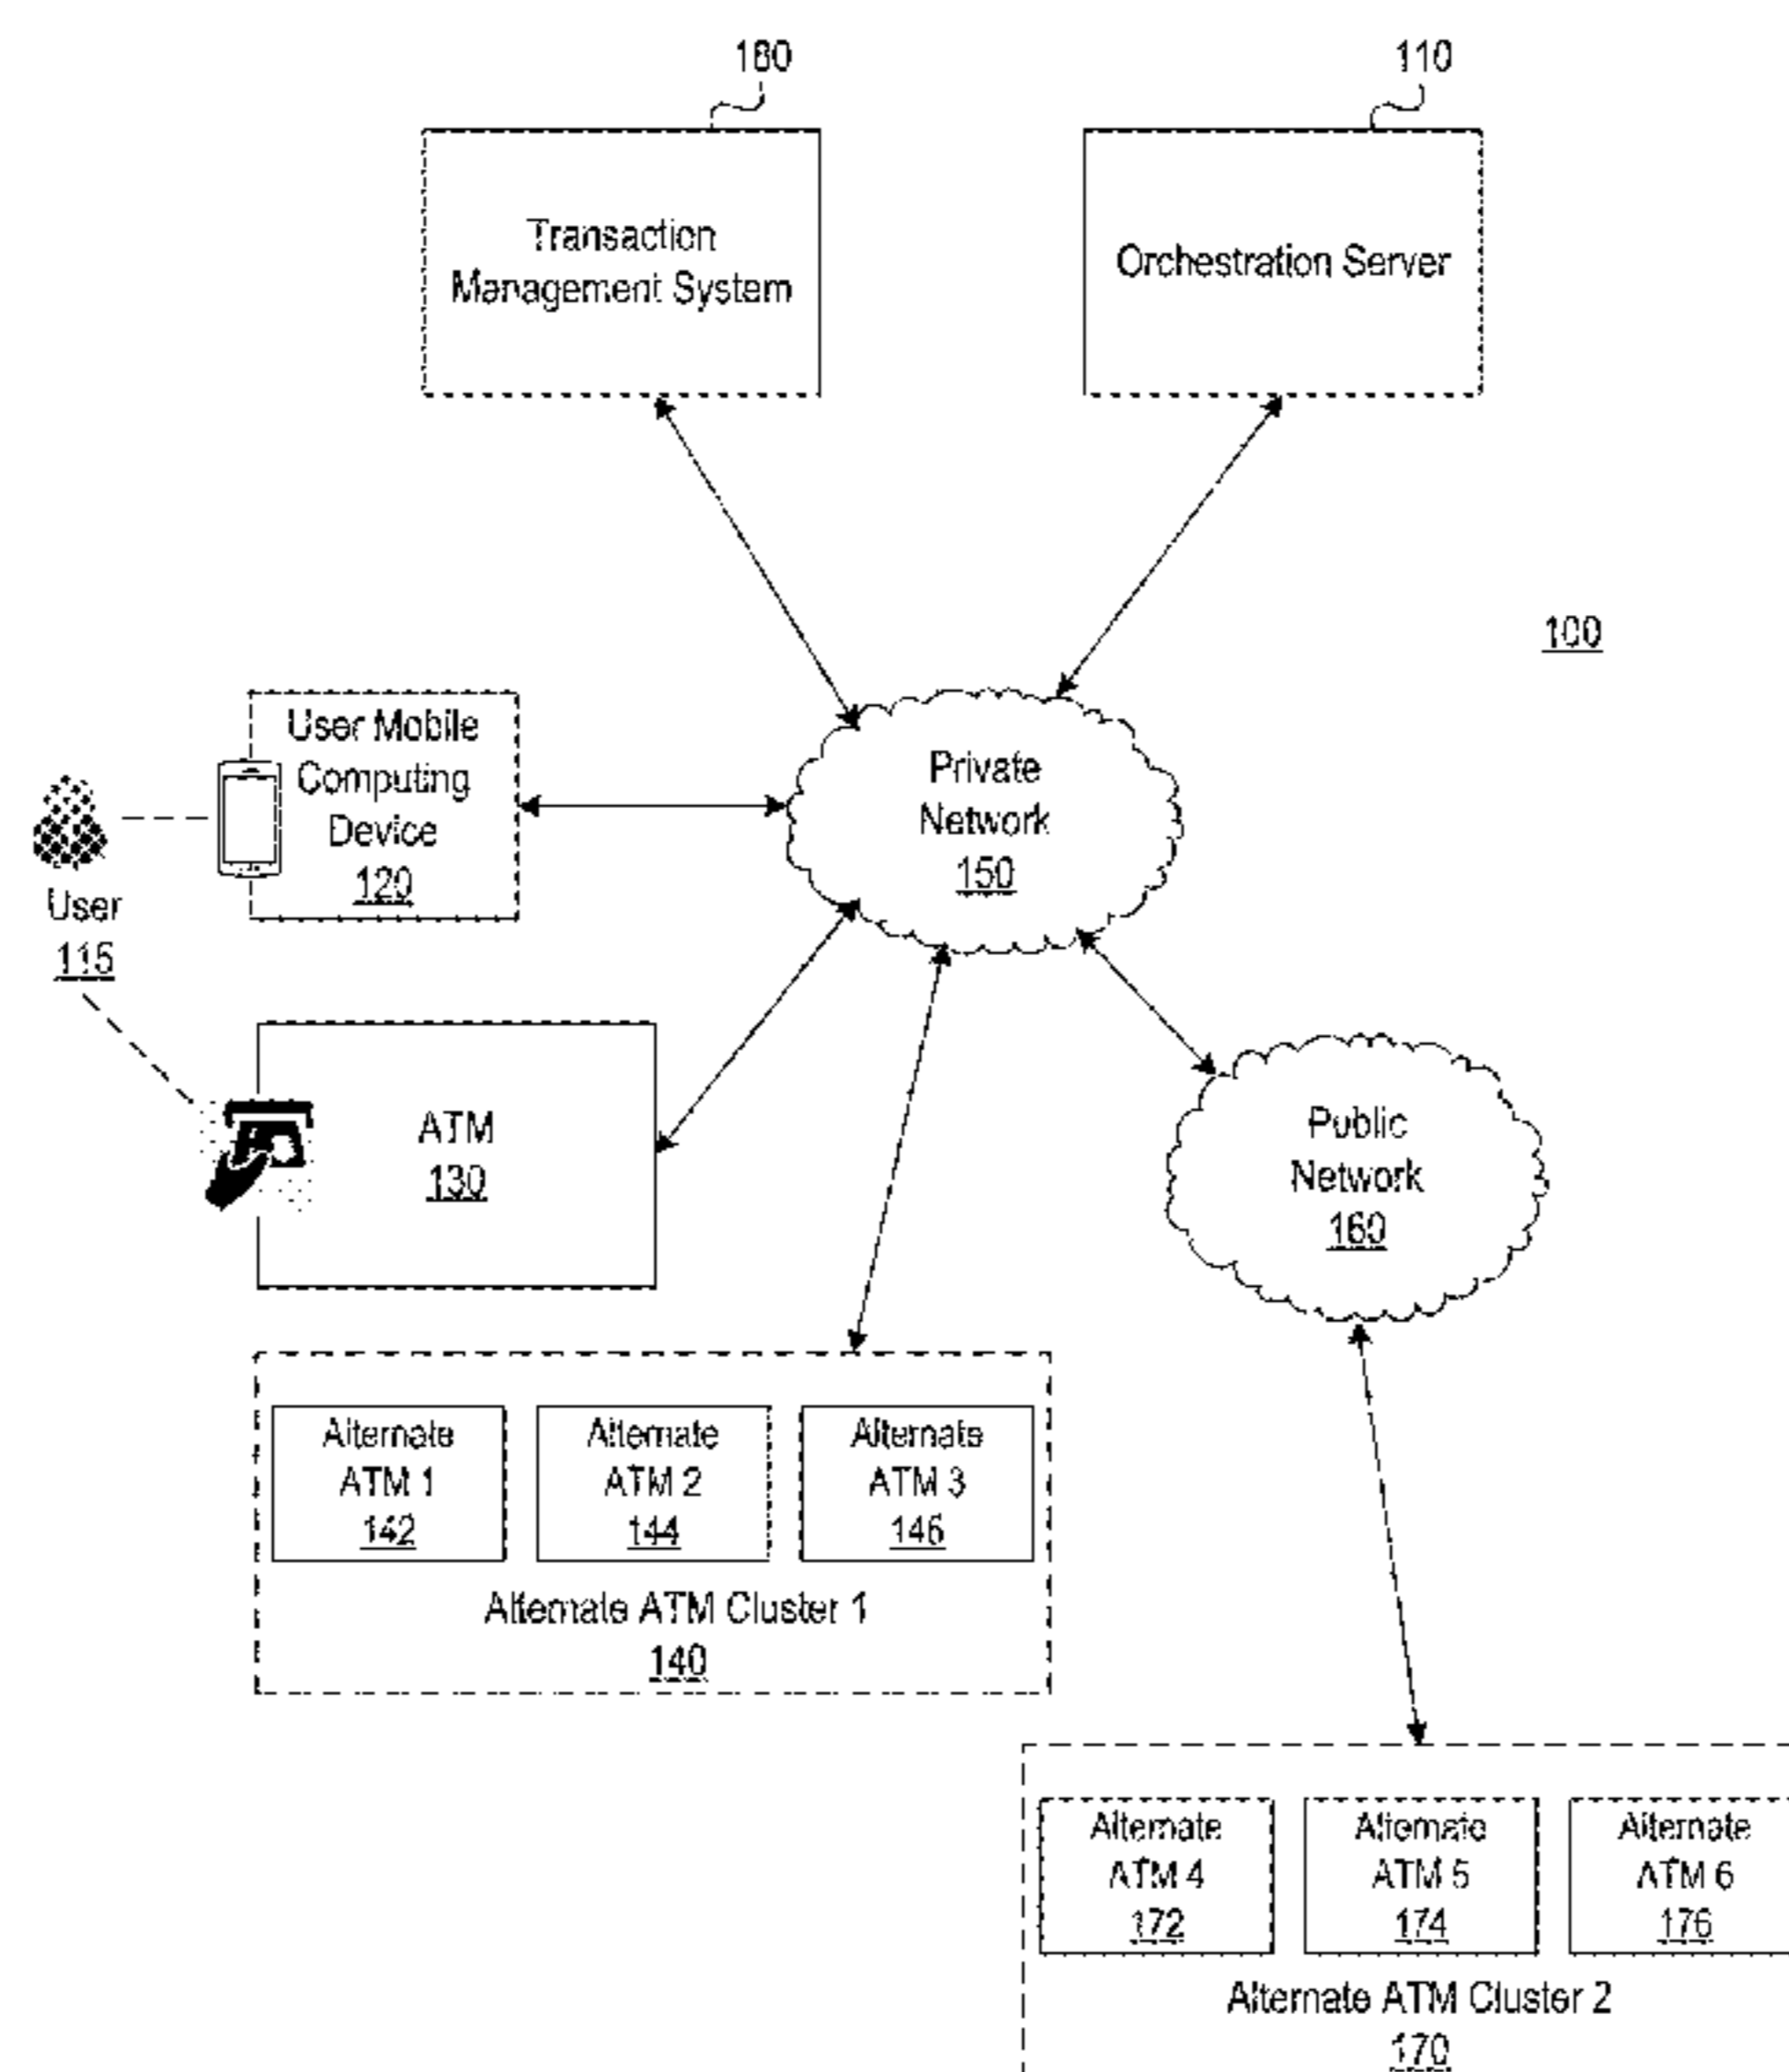 180
110
Transaction
Management System
Orchestration Server
100
User Mobile
Computing
Device
120
User
115
Private
Network
150
ATM
130
Public
Network
160
Alternate
ATM 1
142
Alternate
ATM 2
144
Alternate
ATM 3
146
Alternate ATM Cluster 1
140
Alternate
ATM 4
172
Alternate
ATM 5
174
Alternate
ATM 6
176
Alternate ATM Cluster 2
170